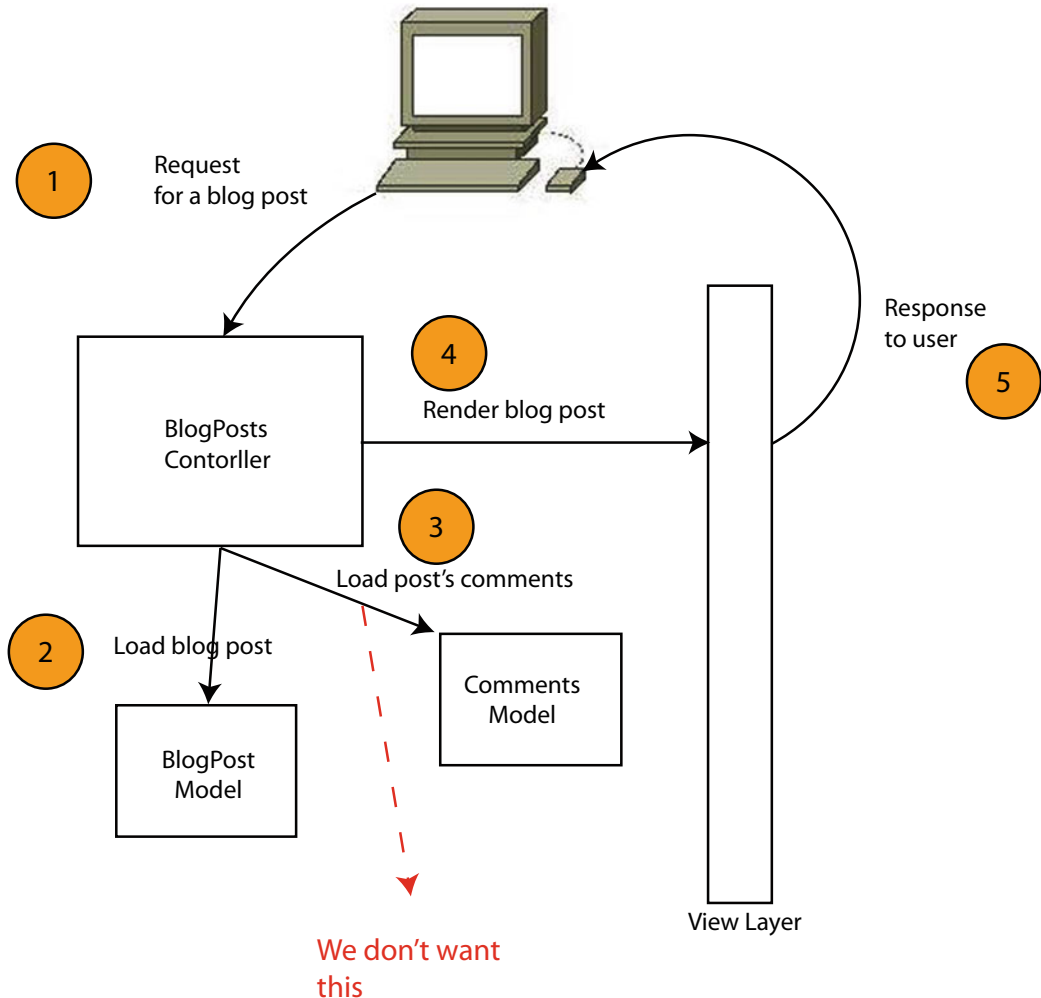 1
Request
for a blog post
BlogPosts
Contorller
4
Render blog post
Response
to user
5
3
Load post's comments
2
Load blog post
Comments
Model
BlogPost
Model
View Layer
We don't want
this